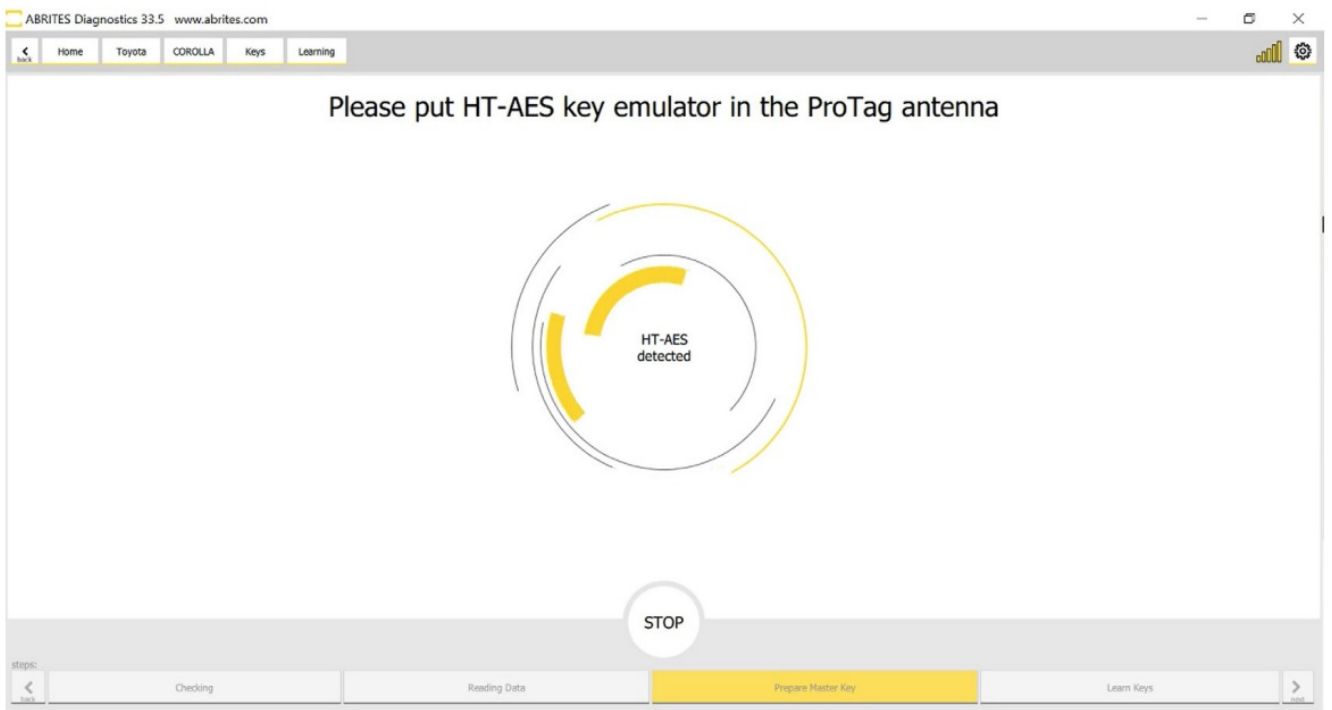 ABRITES Diagnostics 33.5 www.abrites.com
back Home Toyota COROLLA Keys Learning
Please put HT-AES key emulator in the ProTag antenna
HT-AES
detected
STOP
steps:
back Checking Reading Data Prepare Master Key Learn Keys next